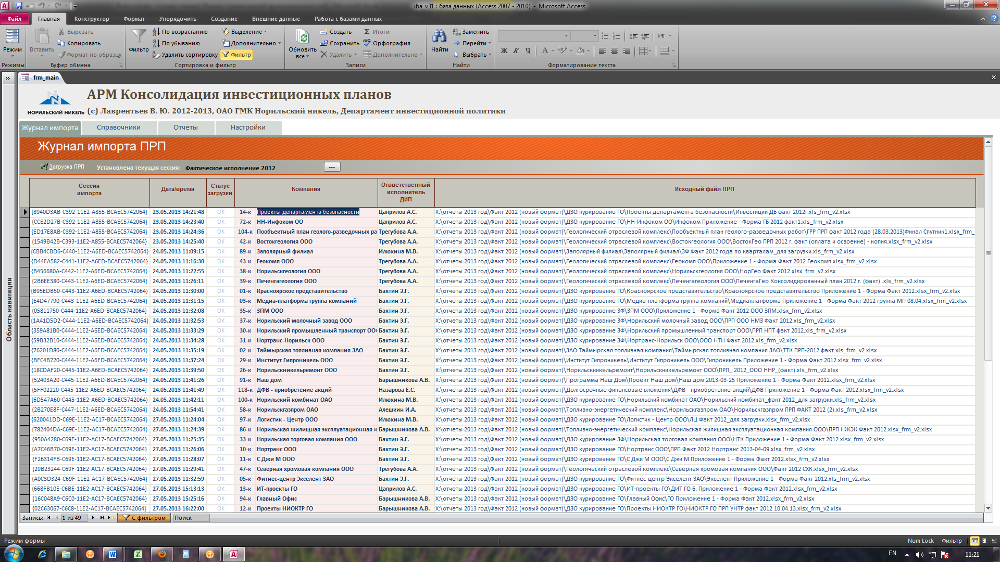 iba_v31 : база данных (Access 2007 - 2010) - Microsoft Access
Файл Главная Конструктор Формат Упорядочить Создание Внешние данные Работа с базами данных
Режим
Режимы
Вставить
Вырезать
Копировать
Формат по образцу
Буфер обмена
Фильтр
По возрастанию
По убыванию
Удалить сортировку
Выделение
Дополнительно
Фильтр
Сортировка и фильтр
Обновить все
Создать
Сохранить
Удалить
Итоги
Орфография
Дополнительно
Записи
Найти
Заменить
Перейти
Выбрать
Найти
Ж К Ч
Форматирование текста
Область навигации
frm_main
НОРИЛЬСКИЙ НИКЕЛЬ
АРМ Консолидация инвестиционных планов
(с) Лаврентьев В. Ю. 2012-2013, ОАО ГМК Норильский никель, Департамент инвестиционной политики
Журнал импорта Справочники Отчеты Настройки
Журнал импорта ПРП
Загрузка ПРП Установлена текущая сессия: Фактическое исполнение 2012 ---
Сессия импорта Дата/время Статус загрузки Компания Отвветственный исполнитель ДИП Исходный файл ПРП
{8940D3AB-C392-11E2-A855-BCAEC5742064} 23.05.2013 14:21:48 OK 14-к Проекты департамента безопасности Цаприлов А.С. X:\отчеты 2013 год\Факт 2012 (новый формат)\ДЗО курирование ГО\Проекты департамента безопасности\Инвестиции ДБ факт 2012г.xls_frm_v2.xlsx
{CCE2D27B-C392-11E2-A855-BCAEC5742064} 23.05.2013 14:23:40 OK 72-к НН-Инфоком ОО Цаприлов А.С. X:\отчеты 2013 год\Факт 2012 (новый формат)\ДЗО курирование ГО\НН-Инфоком ОО\Инфоком Приложение - Форма ГБ 2012 факт1.xls_frm_v2.xlsx
{ED17E8AB-C392-11E2-A855-BCAEC5742064} 23.05.2013 14:24:36 OK 104-к Пообъектный план геолого-разведочных ра Трегубова А.А. X:\отчеты 2013 год\Факт 2012 (новый формат)\Геологический отраслевой комплекс\Пообъектный план геолого-разведочных работ\ГРР ПРП факт 2012 года (28.03.2013)Финал Спутник1.xlsx_frm_
{1549B42B-C393-11E2-A855-BCAEC5742064} 23.05.2013 14:25:40 OK 42-к Востокгеология ООО Трегубова А.А. X:\отчеты 2013 год\Факт 2012 (новый формат)\Геологический отраслевой комплекс\Востокгеология ООО\ВостокГео ПРП 2012 г. факт (оплата и освоение) - копия.xlsx_frm_v2.xlsx
{CBB4CBD6-C440-11E2-A6ED-BCAEC5742064} 24.05.2013 11:09:15 OK 89-к Заполярный филиал Илюхина М.В. X:\отчеты 2013 год\Факт 2012 (новый формат)\Заполярный филиал\Заполярный филиал\ЗФ Факт 2012 года по кварталам_для загрузки.xls_frm_v2.xlsx
{D44FA582-C441-11E2-A6ED-BCAEC5742064} 24.05.2013 11:16:30 OK 43-к Геокомп ООО Трегубова А.А. X:\отчеты 2013 год\Факт 2012 (новый формат)\Геологический отраслевой комплекс\Геокомп ООО\Приложение 1 - Форма Факт 2012 Геокомп.xlsx_frm_v2.xlsx
{B456680A-C442-11E2-A6ED-BCAEC5742064} 24.05.2013 11:22:55 OK 38-к Норильскгеология ООО Трегубова А.А. X:\отчеты 2013 год\Факт 2012 (новый формат)\Геологический отраслевой комплекс\Норильскгеология ООО\НорГео Факт 2012.xlsx_frm_v2.xlsx
{2B6EE380-C443-11E2-A6ED-BCAEC5742064} 24.05.2013 11:26:11 OK 39-к Печенгагеология ООО Трегубова А.А. X:\отчеты 2013 год\Факт 2012 (новый формат)\Геологический отраслевой комплекс\Печенгагеология ООО\ПеченгаГео Консолидированный план 2012 г. (факт) .xls_frm_v2.xlsx
{B95EDB50-C443-11E2-A6ED-BCAEC5742064} 24.05.2013 11:30:00 OK 01-к Красноярское представительство Бахтин Э.Г. X:\отчеты 2013 год\Факт 2012 (новый формат)\ДЗО курирование ГО\Красноярское представительство\Красноярское представительство Приложение 1 - Форма Факт 2012.xlsx_frm_v2.xlsx
{E4D47790-C443-11E2-A6ED-BCAEC5742064} 24.05.2013 11:31:15 OK 03-к Медиа-платформа группа компаний Бахтин Э.Г. X:\отчеты 2013 год\Факт 2012 (новый формат)\ДЗО курирование ГО\Медиа-платформа группа компаний\Медиаплатформа Приложение 1 - Форма Факт 2012 группа МП 08.04.xlsx_frm_v2.xlsx
{05811750-C444-11E2-A6ED-BCAEC5742064} 24.05.2013 11:32:08 OK 35-к ЗПМ ООО Бахтин Э.Г. X:\отчеты 2013 год\Факт 2012 (новый формат)\ДЗО курирование ЗФ\ЗПМ ООО\Приложение 1 - Форма Факт 2012 ООО ЗПМ.xlsx_frm_v2.xlsx
{1A41D5D2-C444-11E2-A6ED-BCAEC5742064} 24.05.2013 11:32:53 OK 37-к Норильский молочный завод ООО Бахтин Э.Г. X:\отчеты 2013 год\Факт 2012 (новый формат)\ДЗО курирование ЗФ\Норильский молочный завод ООО\ПРП ООО НМЗ Факт 2012.xls_frm_v2.xlsx
{359A81B0-C444-11E2-A6ED-BCAEC5742064} 24.05.2013 11:33:29 OK 30-к Норильский промышленный транспорт ООО Бахтин Э.Г. X:\отчеты 2013 год\Факт 2012 (новый формат)\ДЗО курирование ЗФ\Норильский промышленный транспорт ООО\ПРП НПТ факт 2012.xls_frm_v2.xlsx
{59B32B10-C444-11E2-A6ED-BCAEC5742064} 24.05.2013 11:34:28 OK 31-к Нортранс-Норильск ООО Бахтин Э.Г. X:\отчеты 2013 год\Факт 2012 (новый формат)\ДЗО курирование ЗФ\Нортранс-Норильск ООО\ООО НТН Факт 2012.xls_frm_v2.xlsx
{76201D80-C444-11E2-A6ED-BCAEC5742064} 24.05.2013 11:35:19 OK 02-к Таймырская топливная компания ЗАО Бахтин Э.Г. X:\отчеты 2013 год\Факт 2012 (новый формат)\ЗАО Таймырская топливная компания\Таймырская топливная компания ЗАО\ТТК ПРП-2012 факт.xls_frm_v2.xlsx
{BFC4B720-C444-11E2-A6ED-BCAEC5742064} 24.05.2013 11:37:24 OK 29-к Институт Гипроникель ООО Бахтин Э.Г. X:\отчеты 2013 год\Факт 2012 (новый формат)\Институт Гипроникель\Институт Гипроникель ООО\Гипроникель Приложение 1 - Форма Факт 2012.xlsx_frm_v2.xlsx
{18CDAF20-C445-11E2-A6ED-BCAEC5742064} 24.05.2013 11:39:50 OK 26-к Норильскникельремонт ООО Бахтин Э.Г. X:\отчеты 2013 год\Факт 2012 (новый формат)\Норильскникельремонт\Норильскникельремонт ООО\ПРП_ 2012_ООО ННР_(факт).xls_frm_v2.xlsx
{52403A20-C445-11E2-A6ED-BCAEC5742064} 24.05.2013 11:41:26 OK 91-к Наш дом Барышникова А.В. X:\отчеты 2013 год\Факт 2012 (новый формат)\Программа Наш Дом\Проект Наш дом\Наш дом 2013-03-25 Приложение 1 - Форма Факт 2012.xlsx_frm_v2.xlsx
{5FF02220-C445-11E2-A6ED-BCAEC5742064} 24.05.2013 11:41:49 OK 118-к ДФВ - приобретение акций Назарова Е.С. X:\отчеты 2013 год\Факт 2012 (новый формат)\Долгосрочные финансовые вложения\ДФВ - приобретение акций\ДФВ Приложение 1 - Форма Факт 2012.xlsx_frm_v2.xlsx
{6D547A60-C445-11E2-A6ED-BCAEC5742064} 24.05.2013 11:42:11 OK 100-к Норильский комбинат ОАО Илюхина М.В. X:\отчеты 2013 год\Факт 2012 (новый формат)\ДЗО курирование ГО\Норильский комбинат ОАО\Норильский комбинат_факт 2012_для загрузки.xls_frm_v2.xlsx
{2B270E8F-C447-11E2-A6ED-BCAEC5742064} 24.05.2013 11:54:41 OK 58-к Норильскгазпром ОАО Алешкин И.А. X:\отчеты 2013 год\Факт 2012 (новый формат)\Топливно-энергетический комплекс\Норильскгазпром ОАО\Норильскгазпром ПРП ФАКТ 2012 (2).xls_frm_v2.xlsx
{620041DD-C69E-11E2-AC17-BCAEC5742064} 27.05.2013 11:24:04 OK 97-к Логистик - Центр ООО Илюхина М.В. X:\отчеты 2013 год\Факт 2012 (новый формат)\ДЗО курирование ГО\Логистик - Центр ООО\ЛЦ Факт 2012_для загрузки.xlsx_frm_v2.xlsx
{782404DA-C69E-11E2-AC17-BCAEC5742064} 27.05.2013 11:24:39 OK 86-к Норильская жилищная эксплуатационная к Барышникова А.В. X:\отчеты 2013 год\Факт 2012 (новый формат)\Топливно-энергетический комплекс\Норильская жилищная эксплуатационная компания ООО\ПРП НЖЭК Факт 2012.xlsx_frm_v2.xlsx
{950A4280-C69E-11E2-AC17-BCAEC5742064} 27.05.2013 11:25:35 OK 33-к Норильская торговая компания ООО Бахтин Э.Г. X:\отчеты 2013 год\Факт 2012 (новый формат)\ДЗО курирование ЗФ\Норильская торговая компания ООО\НТК Приложение 1 - Форма Факт 2012.xlsx_frm_v2.xlsx
{A7C46B70-C69E-11E2-AC17-BCAEC5742064} 27.05.2013 11:26:06 OK 10-к Нортранс ООО Бахтин Э.Г. X:\отчеты 2013 год\Факт 2012 (новый формат)\ДЗО курирование ГО\Нортранс ООО\ПРП Факт 2012 Нортранс 2013-04-09.xlsx_frm_v2.xlsx
{F26314FB-C69E-11E2-AC17-BCAEC5742064} 27.05.2013 11:28:07 OK 11-к С Джи М ООО Бахтин Э.Г. X:\отчеты 2013 год\Факт 2012 (новый формат)\ДЗО курирование ГО\С Джи М ООО\С Джи М Приложение 1 - Форма Факт 2012.xlsx_frm_v2.xlsx
{29B23244-C69F-11E2-AC17-BCAEC5742064} 27.05.2013 11:29:41 OK 47-к Северная хромовая компания ООО Трегубова А.А. X:\отчеты 2013 год\Факт 2012 (новый формат)\Геологический отраслевой комплекс\Северная хромовая компания ООО\Факт 2012 СХК.xlsx_frm_v2.xlsx
{A0C3D324-C69F-11E2-AC17-BCAEC5742064} 27.05.2013 11:32:59 OK 05-к Фитнес-центр Экселент ЗАО Бахтин Э.Г. X:\отчеты 2013 год\Факт 2012 (новый формат)\ДЗО курирование ГО\Фитнес-центр Экселент ЗАО\Экселент Приложение 1 - Форма Факт 2012.xls_frm_v2.xlsx
{668FB10E-C6BE-11E2-AC17-BCAEC5742064} 27.05.2013 15:13:13 OK 13-к ИТ-проекты ГО Цаприлов А.С. X:\отчеты 2013 год\Факт 2012 (новый формат)\ДЗО курирование ГО\ИТ-проекты ГО\ДИТ ГО 6. Приложение 1 - Форма Факт 2012.xlsx_frm_v2.xlsx
{16C048A9-C6C0-11E2-AC17-BCAEC5742064} 27.05.2013 15:25:16 OK 94-к Главный Офис Барышникова А.В. X:\отчеты 2013 год\Факт 2012 (новый формат)\ДЗО курирование ГО\Главный Офис\ГО Приложение 1 - Форма Факт 2012.xlsx_frm_v2.xlsx
{02C63067-C6C8-11E2-AC17-BCAEC5742064} 27.05.2013 16:22:00 OK 12-к Проекты НИОКТР ГО Барышникова А.В. X:\отчеты 2013 год\Факт 2012 (новый формат)\ДЗО курирование ГО\Проекты НИОКТР ГО\НИОКТР ГО ПРП УНТР факт 2012 10.04.13.xlsx_frm_v2.xlsx
Запись: 1 из 49 С фильтром Поиск
Режим формы Num Lock Фильтр
EN 11:21